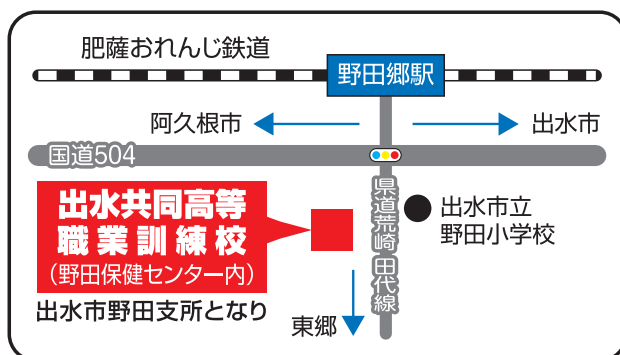 肥薩おれんじ鉄道
野田郷駅
阿久根市
出水市
国道504
県道荒崎田代線
出水共同高等
職業訓練校
(野田保健センター内)
出水市野田支所となり
出水市立
野田小学校
東郷